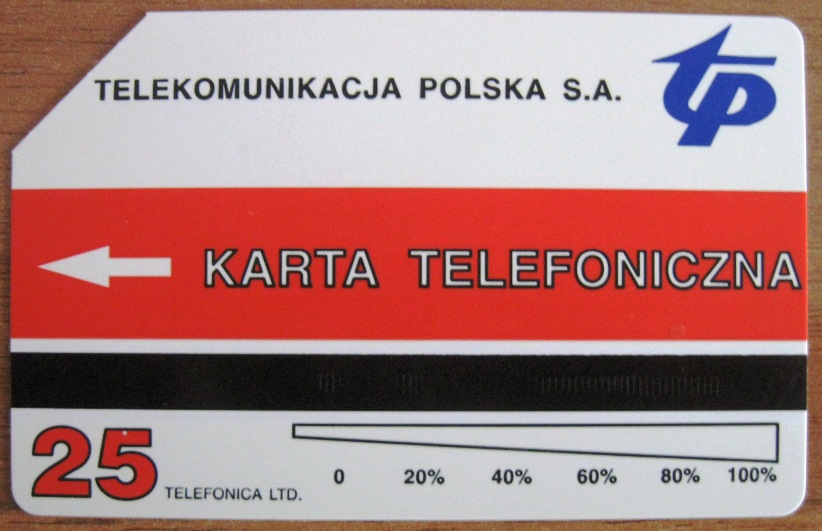 TELEKOMUNIKACJA POLSKA S.A.
tp
KARTA TELEFONICZNA
25
TELEFONICA LTD.
0 20% 40% 60% 80% 100%